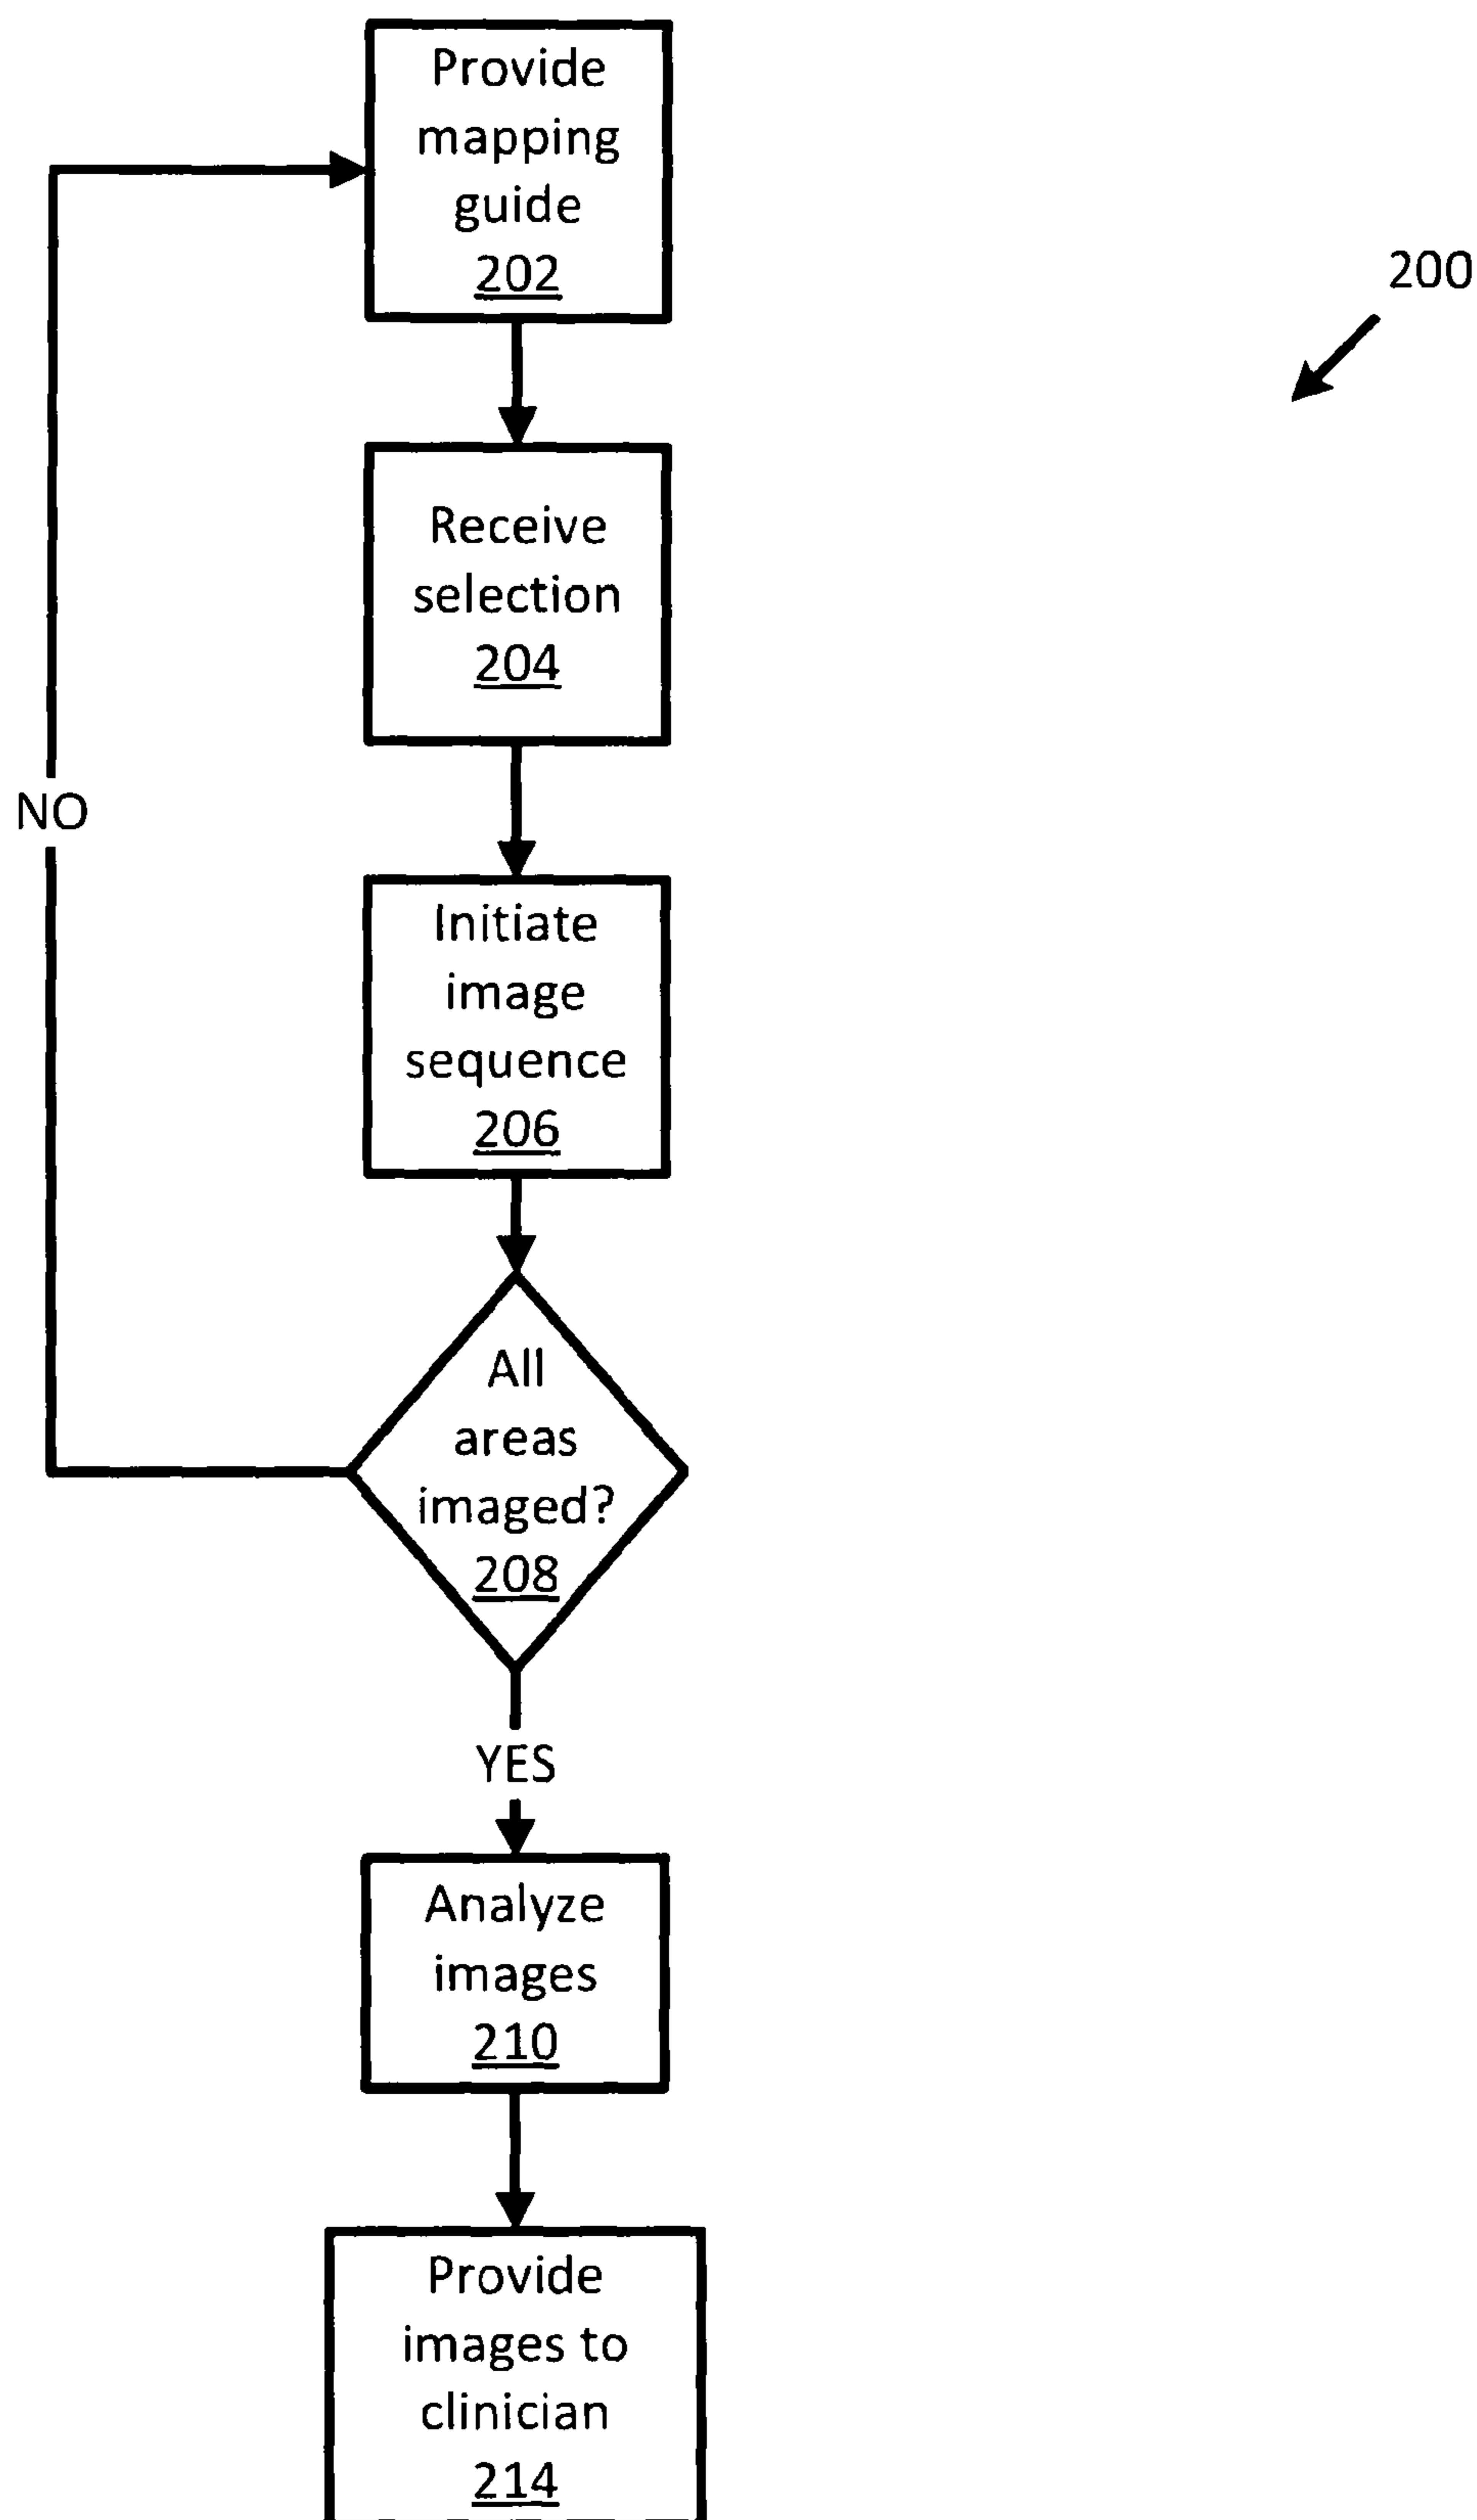 Provide
mapping
guide
202
200
Receive
selection
204
NO
Initiate
image
sequence
206
All
areas
imaged?
208
YES
Analyze
images
210
Provide
images to
clinician
214